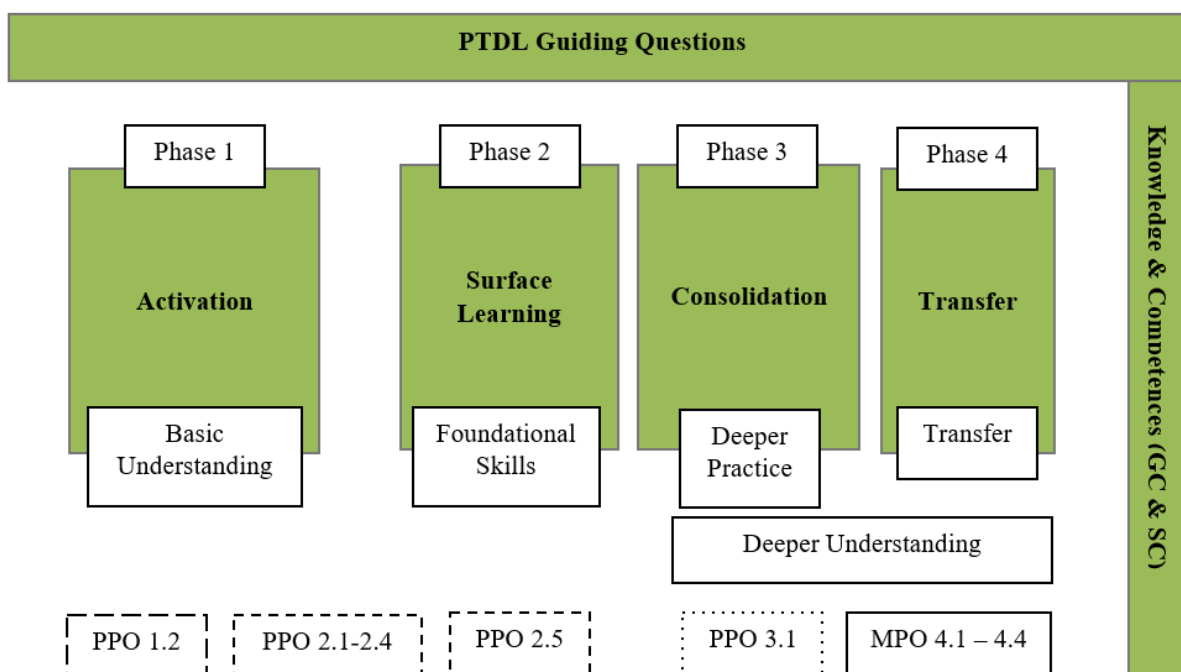 PTDL Guiding Questions
Phase 1
Phase 2
Phase 3
Phase 4
Activation
Surface
Learning
Consolidation
Transfer
Basic
Understanding
Foundational
Skills
Deeper
Practice
Transfer
Deeper Understanding
PPO 1.2
PPO 2.1-2.4
PPO 2.5
PPO 3.1
MPO 4.1 – 4.4
Knowledge & Competences (GC & SC)